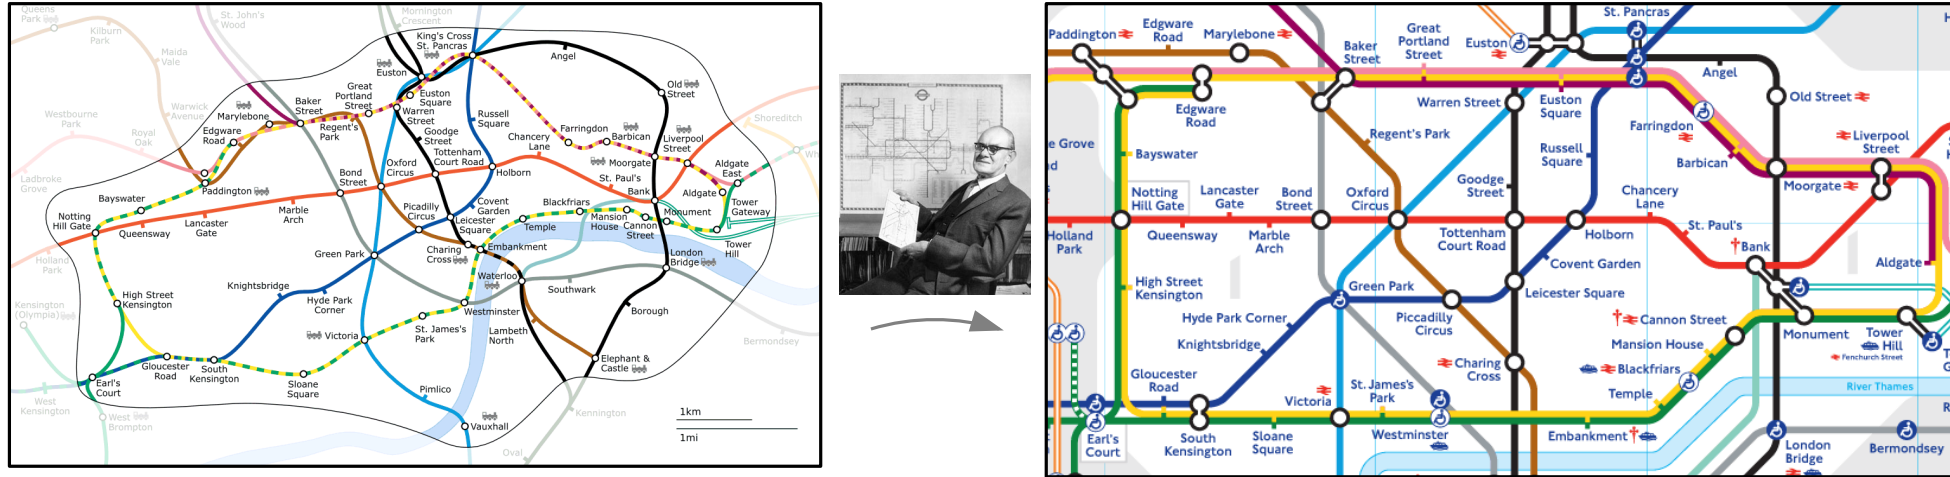 Queens
Park
Kilburn
Park
St. John's
Wood
Mornington
Crescent
Maida
Vale
King's Cross
St. Pancras
Angel
Euston
Old
Street
Shoreditch
Westbourne
Park
Warwick
Avenue
Marylebone
Baker
Street
Great
Portland
Street
Euston
Square
Warren
Street
Russell
Square
Royal
Oak
Edgware
Road
Regent's
Park
Goodge
Street
Chancery
Lane
Farringdon
Barbican
Liverpool
Street
Wh
Ladbroke
Grove
Oxford
Circus
Tottenham
Court Road
Holborn
Moorgate
Aldgate
East
Paddington
Bond
Street
St. Paul's
Bank
Aldgate
Bayswater
Notting
Hill Gate
Queensway
Lancaster
Gate
Marble
Arch
Picadilly
Circus
Covent
Garden
Leicester
Square
Blackfriars
Temple
Mansion
House
Cannon
Street
Monument
Tower
Gateway
Tower
Hill
Holland
Park
Green Park
Charing
Cross
Embankment
London
Bridge
Waterloo
Southwark
Kensington
(Olympia)
High Street
Kensington
Knightsbridge
Hyde Park
Corner
Westminster
Borough
Victoria
St. James's
Park
Lambeth
North
Bermondsey
Gloucester
Road
South
Kensington
Sloane
Square
Elephant &
Castle
Earl's
Court
West
Kensington
West
Brompton
Pimlico
Vauxhall
Kennington
Oval
1km
1mi
Paddington
Edgware
Road
Marylebone
Baker
Street
Great
Portland
Street
Euston
St. Pancras
Angel
Edgware
Road
Warren Street
Euston
Square
Old Street
Regent's Park
Farringdon
Liverpool
Street
e Grove
Bayswater
Russell
Square
Barbican
Moorgate
Notting
Hill Gate
Lancaster
Gate
Bond
Street
Oxford
Circus
Goodge
Street
Chancery
Lane
Holland
Park
Queensway
Marble
Arch
Tottenham
Court Road
Holborn
St. Paul's
Bank
Aldgate
High Street
Kensington
Green Park
Covent Garden
Leicester Square
Hyde Park Corner
Piccadilly
Circus
Cannon Street
Monument
Tower
Hill
Fenchurch Street
Knightsbridge
Mansion House
Charing
Cross
Blackfriars
Gloucester
Road
Victoria
St. James's
Park
Temple
River Thames
Earl's
Court
South
Kensington
Sloane
Square
Westminster
Embankment
London
Bridge
Bermondsey